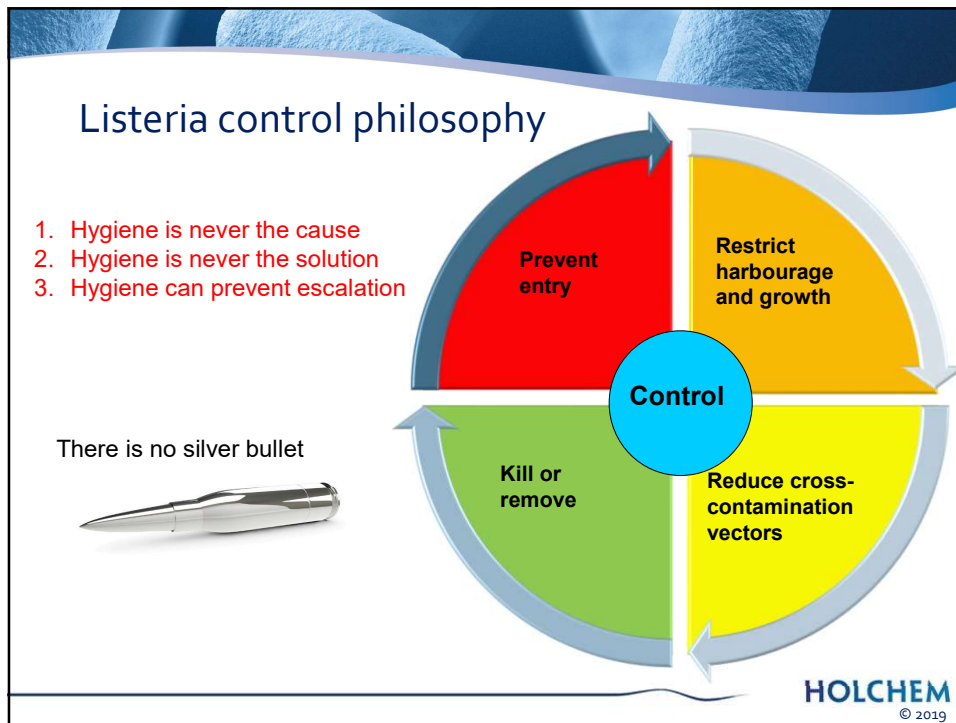 Listeria control philosophy
1. Hygiene is never the cause
2. Hygiene is never the solution
3. Hygiene can prevent escalation
There is no silver bullet
Prevent
entry
Restrict
harbourage
and growth
Control
Kill or
remove
Reduce cross-
contamination
vectors
HOLCHEM
© 2019